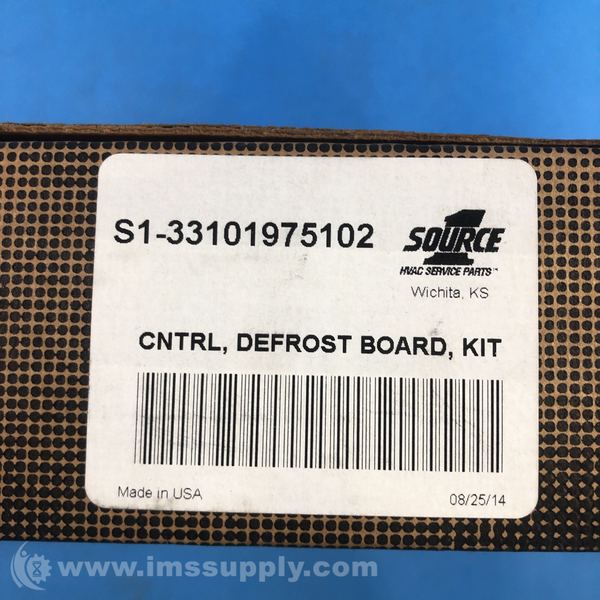 S1-33101975102
SOURCE 1
HVAC SERVICE PARTS™
Wichita, KS
CNTRL, DEFROST BOARD, KIT
Made in USA
08/25/14
www.imssupply.com